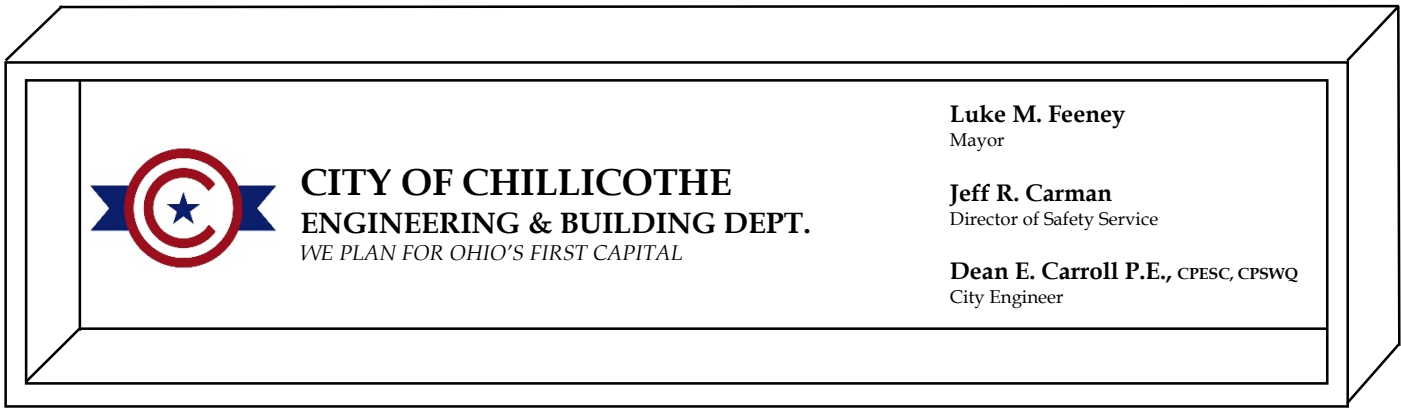 CITY OF CHILLICOTHE
ENGINEERING & BUILDING DEPT.
WE PLAN FOR OHIO’S FIRST CAPITAL
Luke M. Feeney
Mayor
Jeff R. Carman
Director of Safety Service
Dean E. Carroll P.E., CPESC, CPSWQ
City Engineer